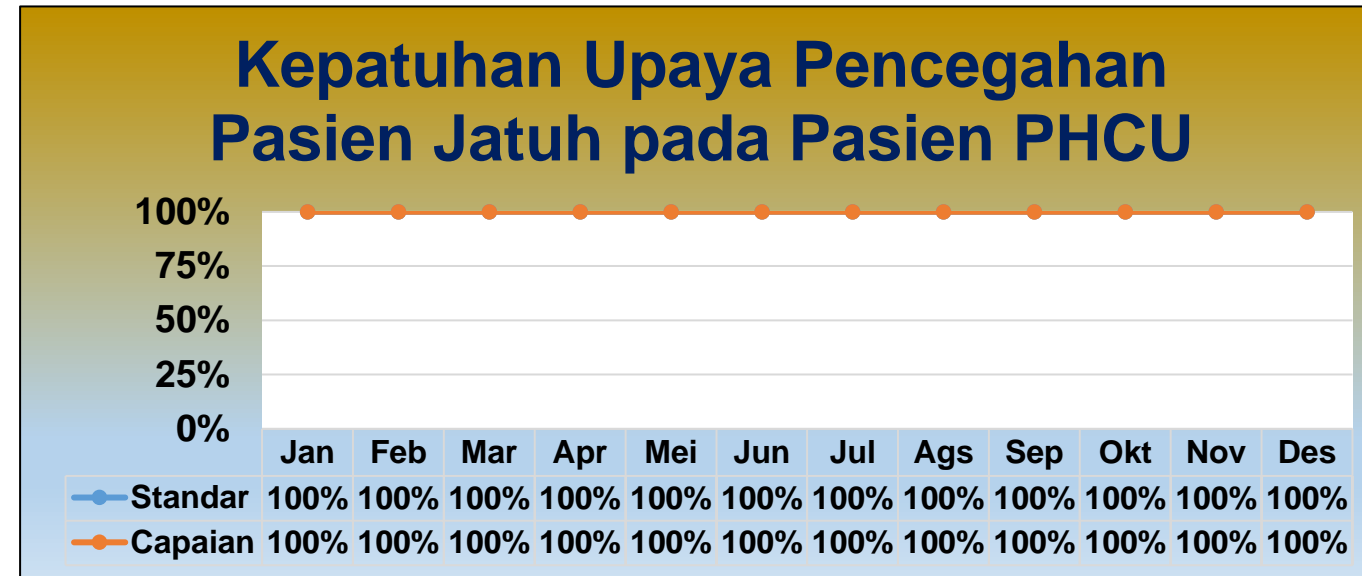 Kepatuhan Upaya Pencegahan
Pasien Jatuh pada Pasien PHCU
100%
75%
50%
25%
0%
Jan Feb Mar Apr Mei Jun Jul Ags Sep Okt Nov Des
Standar 100% 100% 100% 100% 100% 100% 100% 100% 100% 100% 100% 100%
Capaian 100% 100% 100% 100% 100% 100% 100% 100% 100% 100% 100% 100%